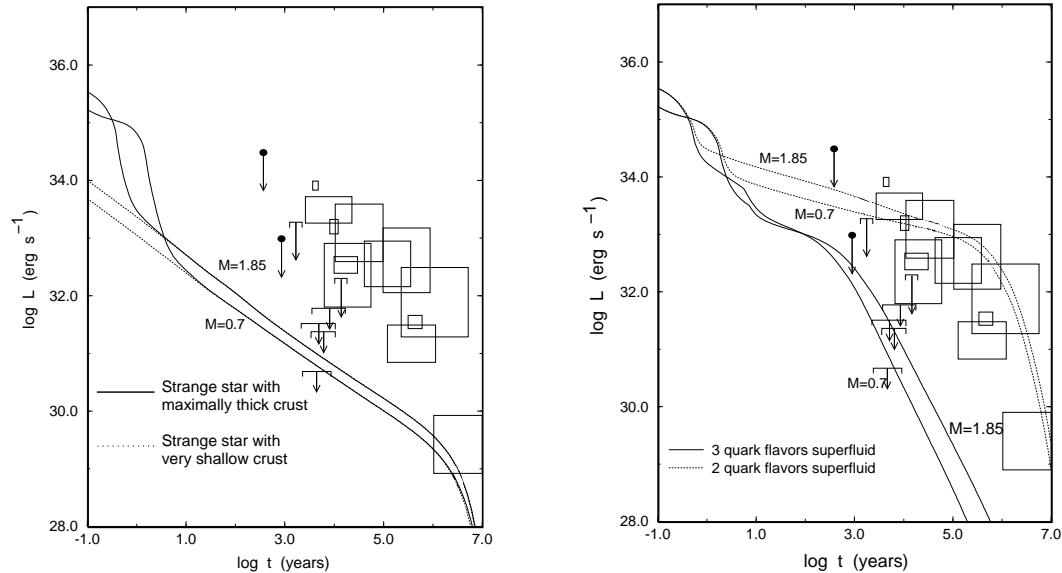 36.0
34.0
32.0
30.0
28.0
log L (erg s⁻¹)
M=1.85
M=0.7
Strange star with
maximally thick crust
Strange star with
very shallow crust
-1.0 1.0 3.0 5.0 7.0
log t (years)
36.0
34.0
32.0
30.0
28.0
log L (erg s⁻¹)
M=1.85
M=0.7
M=0.7
M=1.85
3 quark flavors superfluid
2 quark flavors superfluid
-1.0 1.0 3.0 5.0 7.0
log t (years)